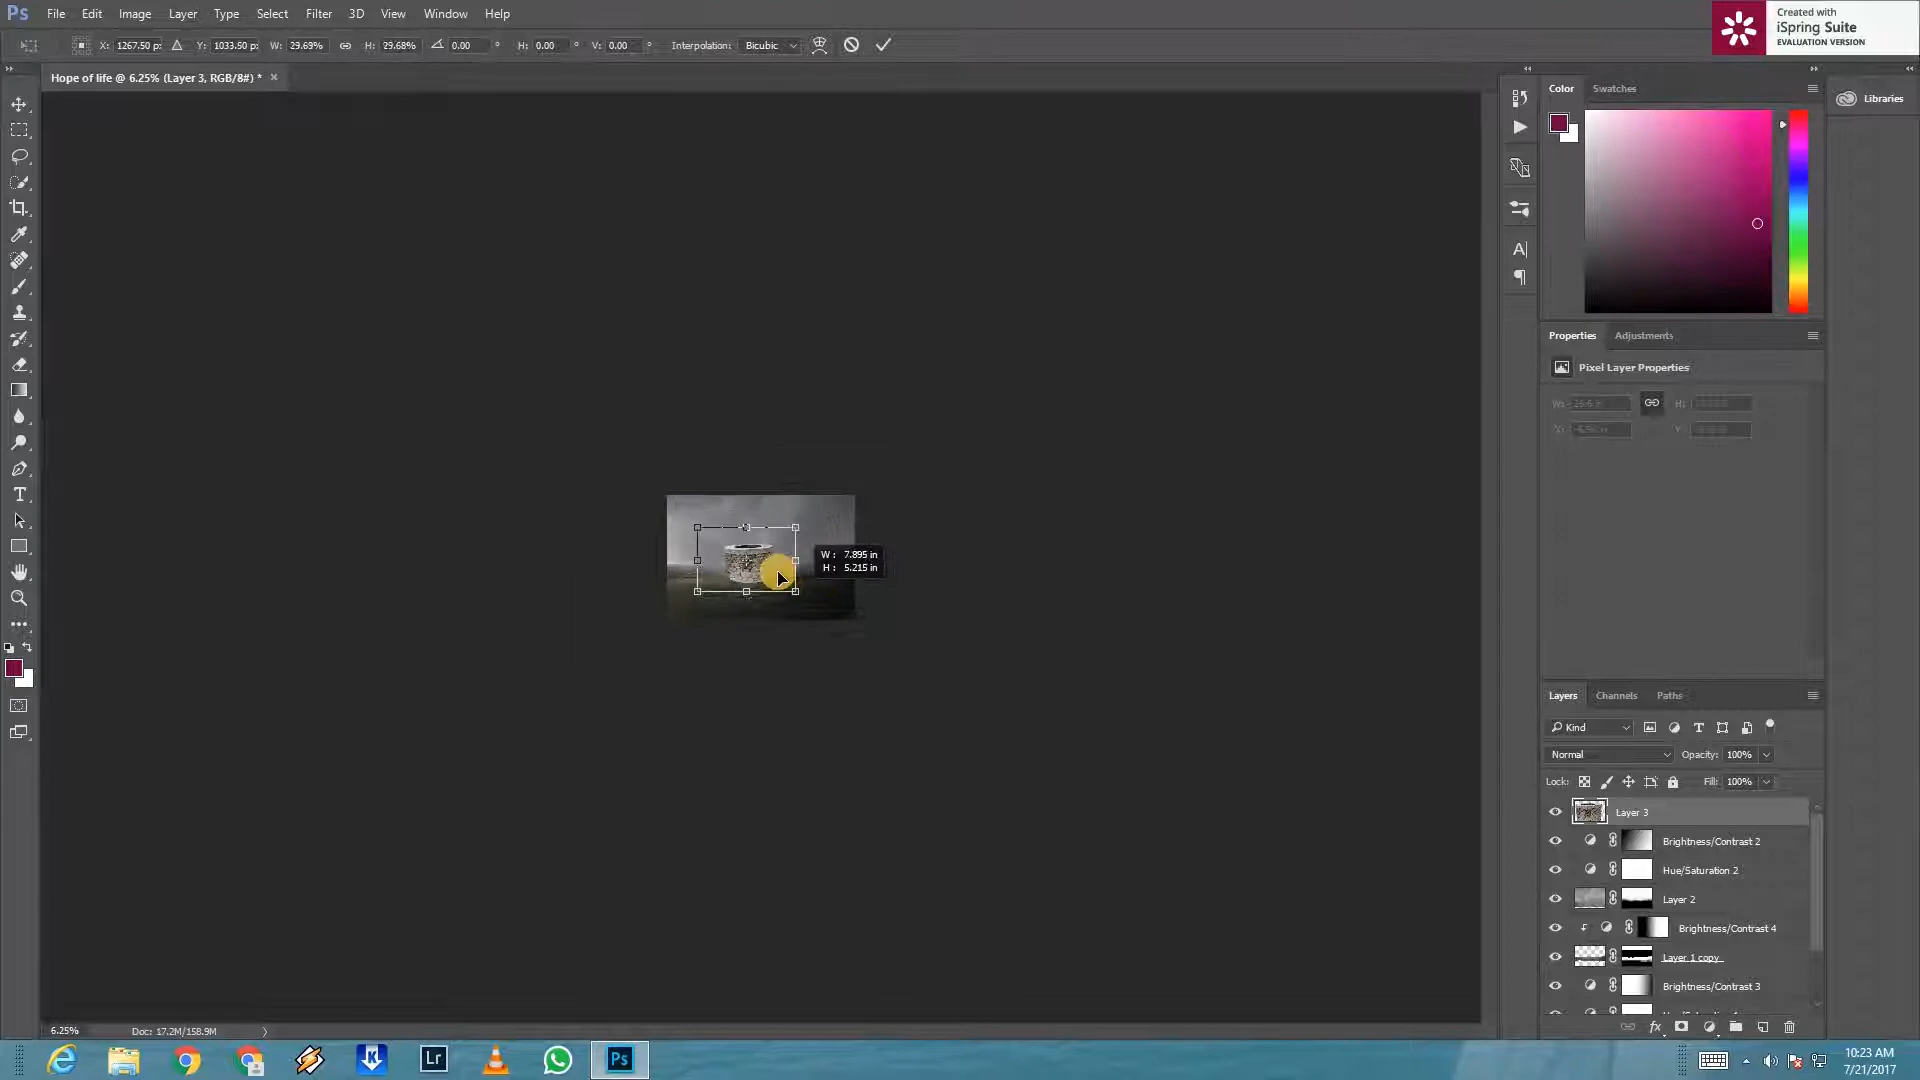 Ps File Edit Image Layer Type Select Filter 3D View Window Help
Created with
iSpring Suite
EVALUATION VERSION
X: 1267.50 p: Y: 1033.50 p: W: 29.69% H: 29.68% 0.00 ° H: 0.00 ° V: 0.00 ° Interpolation: Bicubic
Hope of life @ 6.25% (Layer 3, RGB/8#) * ×
Color Swatches
Libraries
Properties Adjustments
Pixel Layer Properties
W: H:
W : 7.895 in
H : 5.215 in
Layers Channels Paths
Kind
Normal Opacity: 100%
Lock: Fill: 100%
Layer 3
Brightness/Contrast 2
Hue/Saturation 2
Layer 2
Brightness/Contrast 4
Layer 1 copy
Brightness/Contrast 3
fx
6.25% Doc: 17.2M/158.9M
K Lr Ps
10:23 AM
7/21/2017